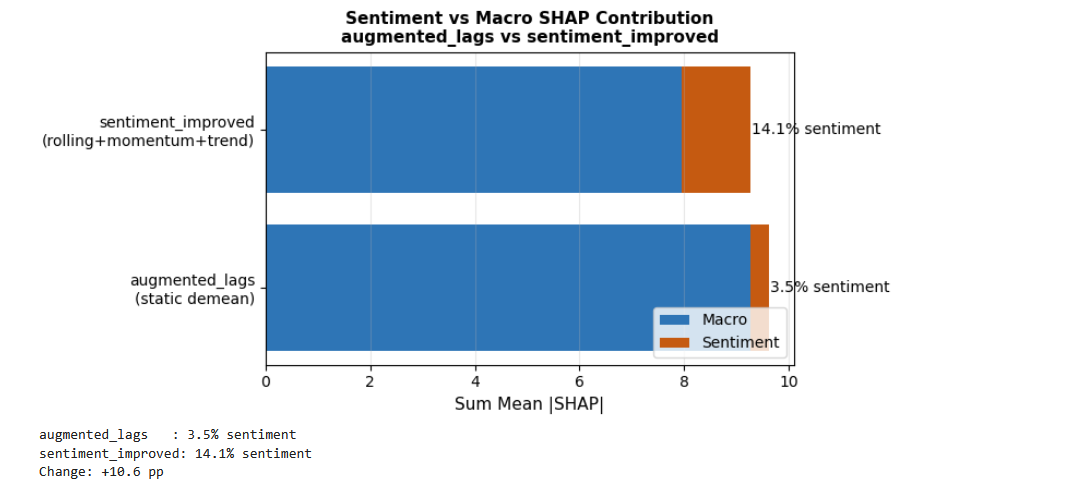 Sentiment vs Macro SHAP Contribution
augmented_lags vs sentiment_improved
sentiment_improved
(rolling+momentum+trend)
14.1% sentiment
augmented_lags
(static demean)
3.5% sentiment
Macro
Sentiment
0 2 4 6 8 10
Sum Mean |SHAP|
augmented_lags   : 3.5% sentiment
sentiment_improved: 14.1% sentiment
Change: +10.6 pp